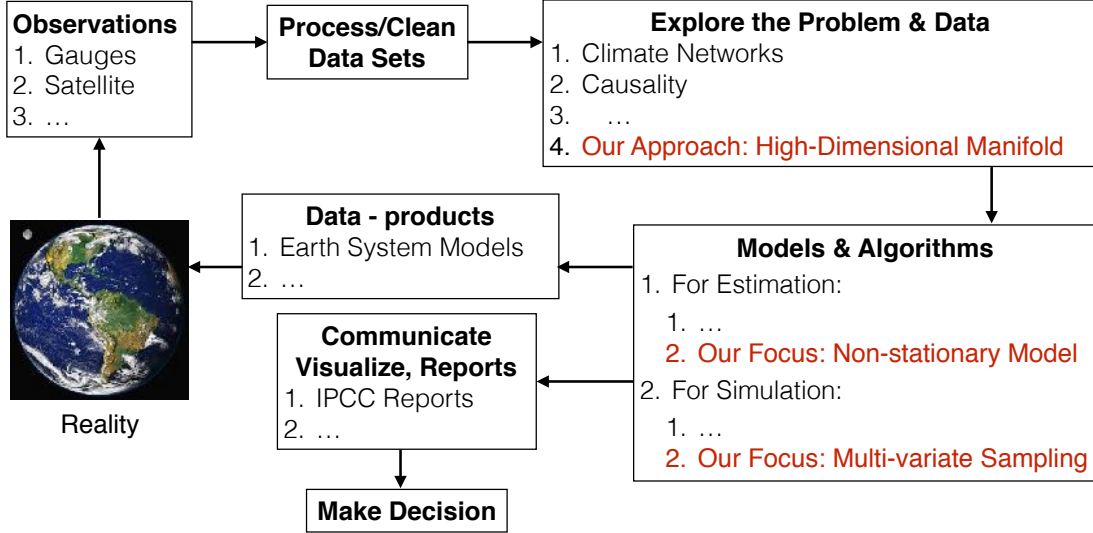 Observations
1. Gauges
2. Satellite
3. …
Process/Clean
Data Sets
Explore the Problem & Data
1. Climate Networks
2. Causality
3. …
4. Our Approach: High-Dimensional Manifold
Data - products
1. Earth System Models
2. …
Models & Algorithms
1. For Estimation:
1. …
2. Our Focus: Non-stationary Model
2. For Simulation:
1. …
2. Our Focus: Multi-variate Sampling
Communicate
Visualize, Reports
1. IPCC Reports
2. …
Reality
Make Decision